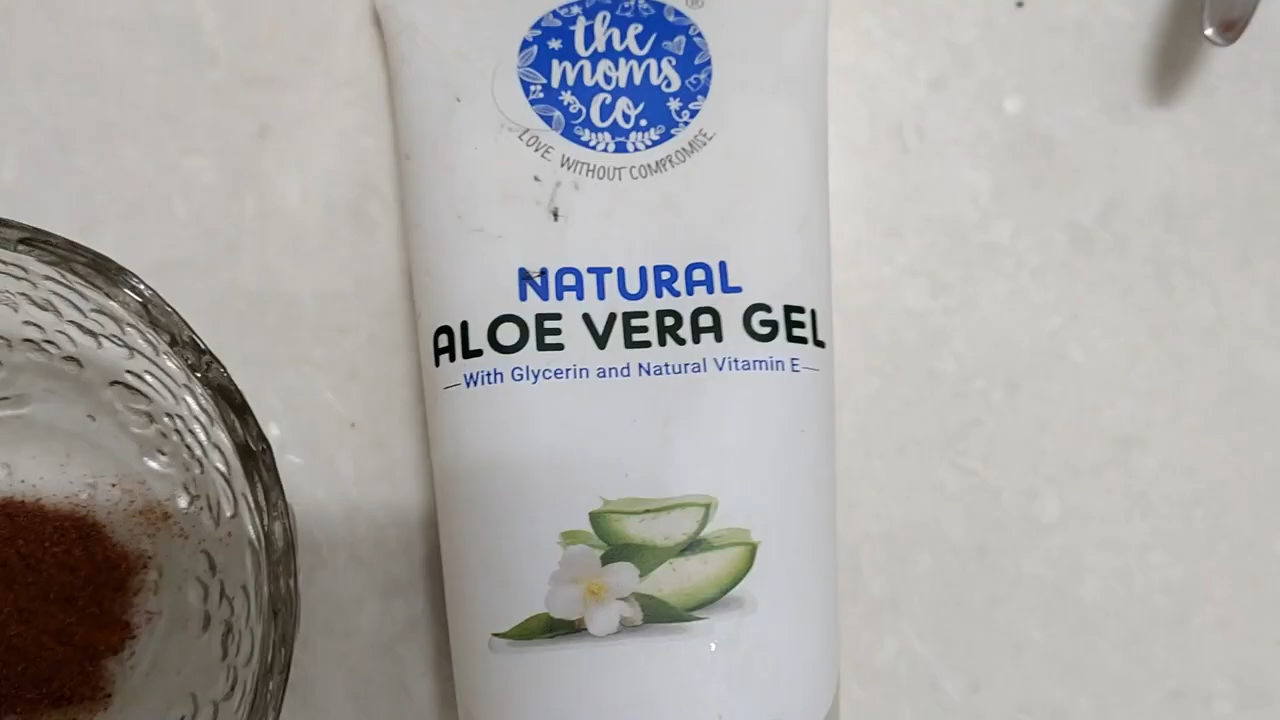 the
moms
co.
®
LOVE. WITHOUT COMPROMISE.
NATURAL
ALOE VERA GEL
With Glycerin and Natural Vitamin E